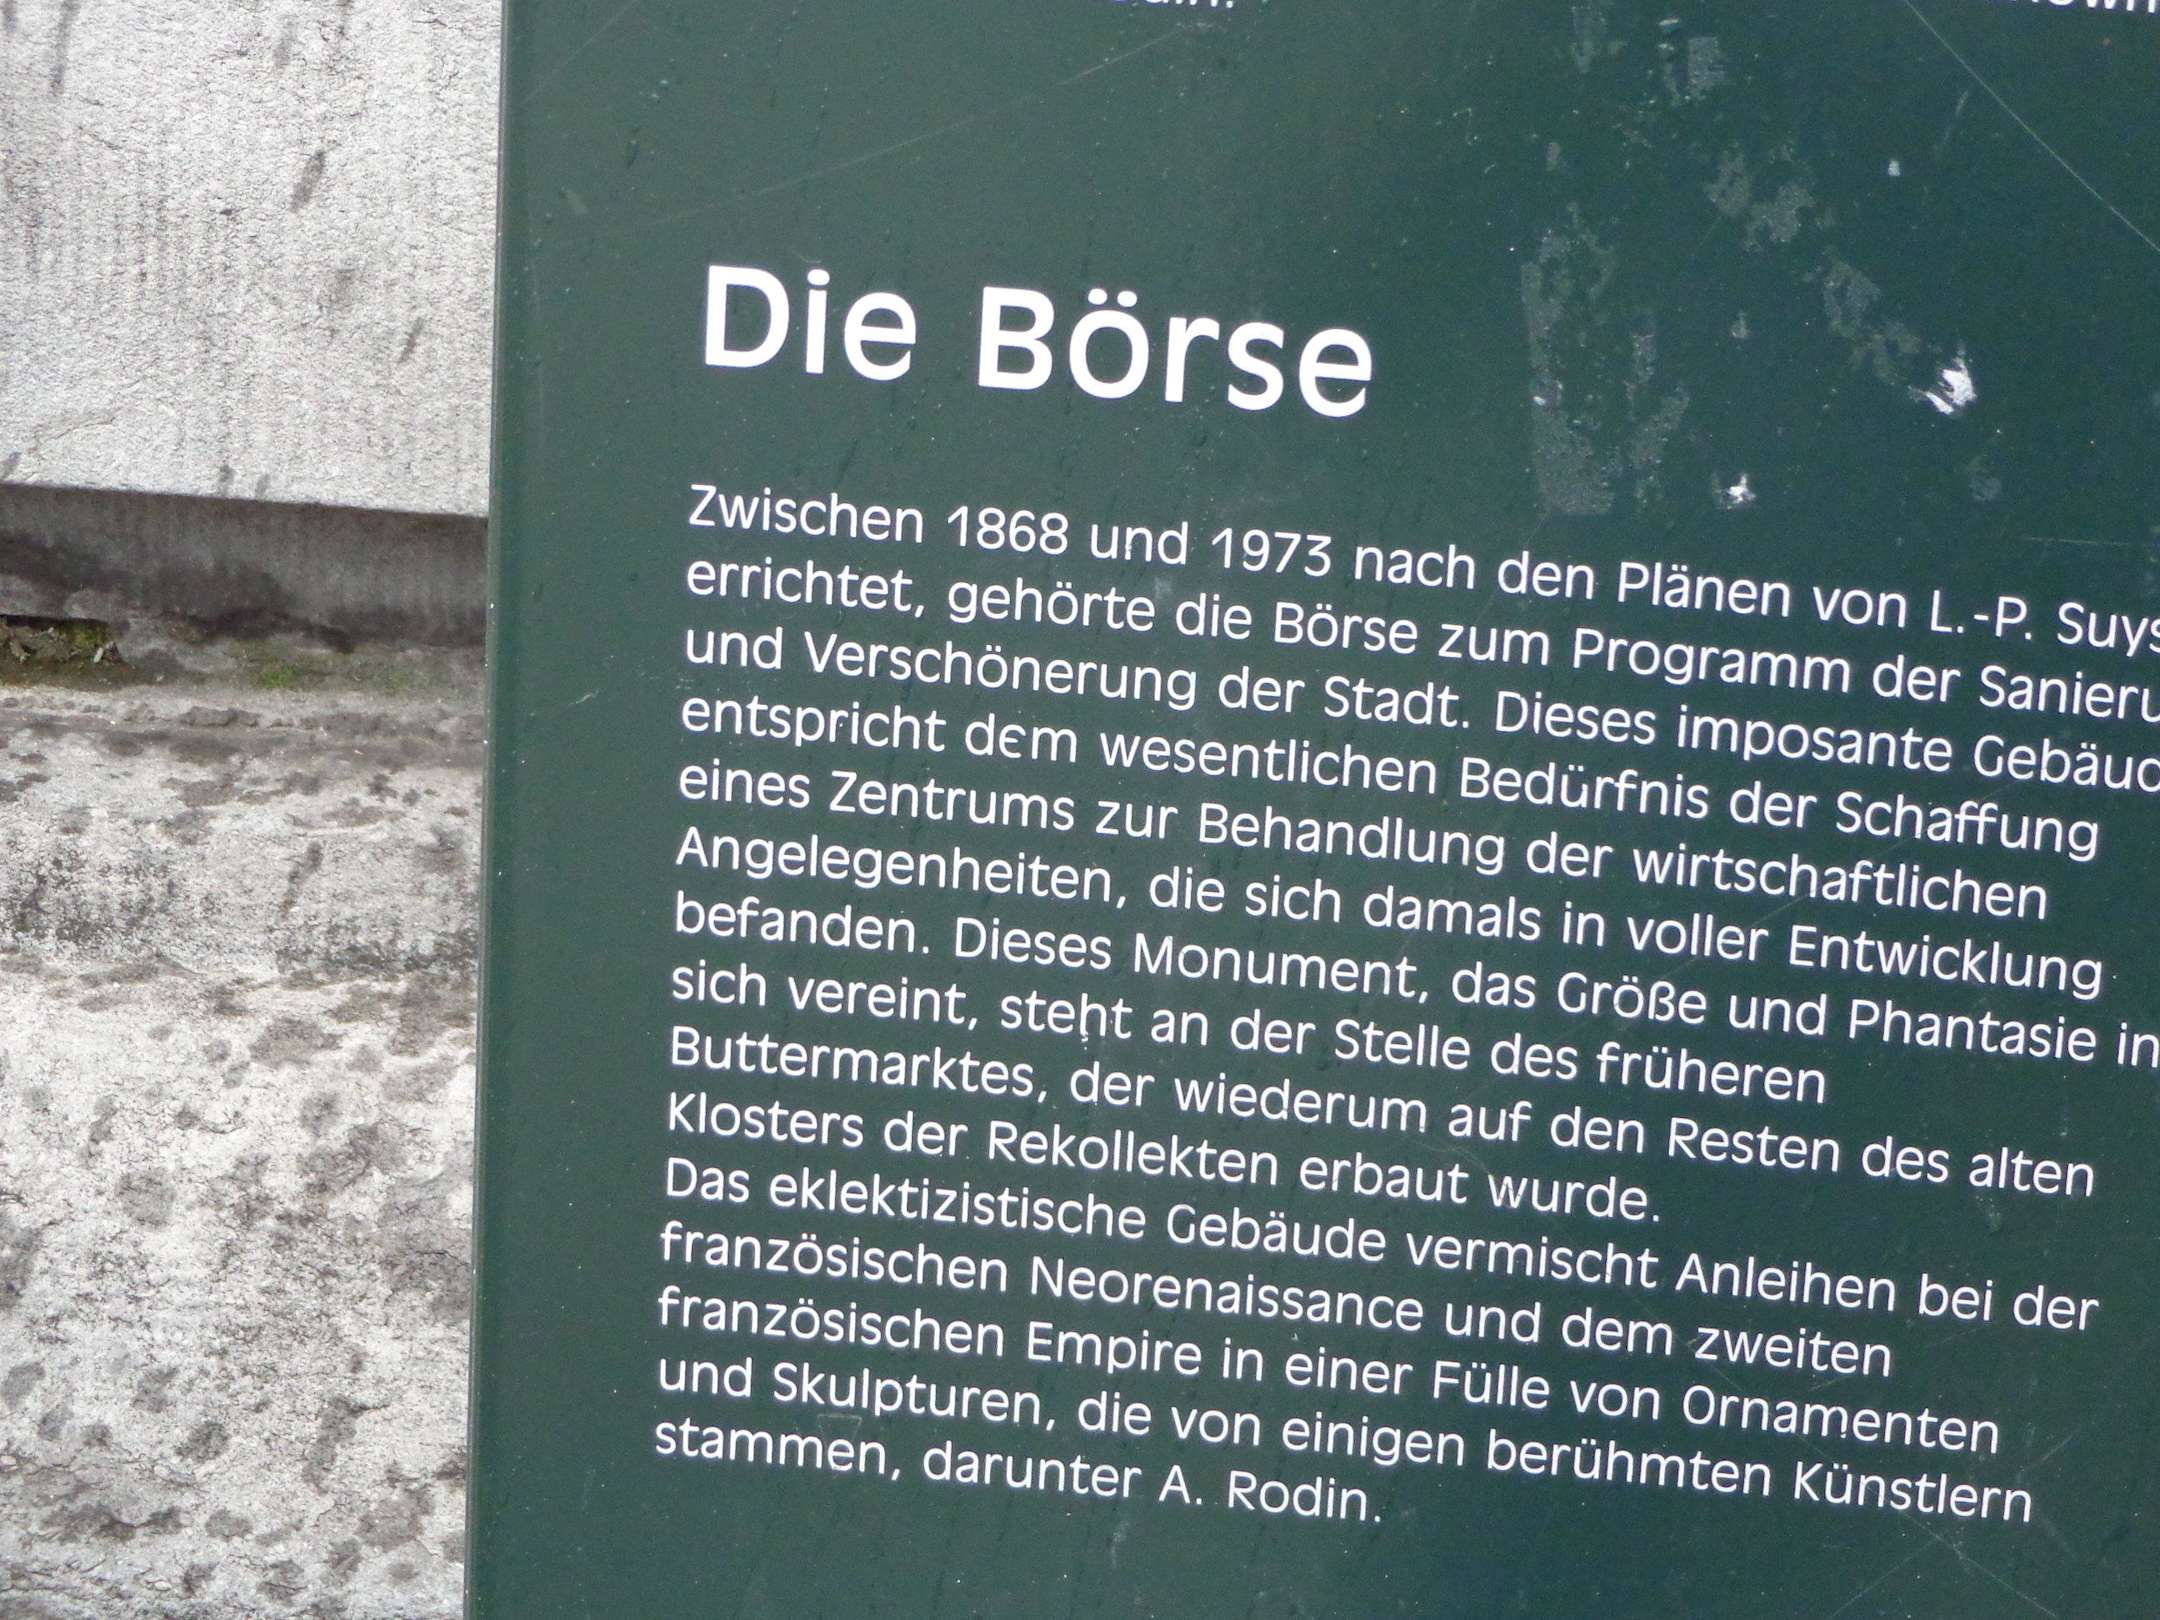 Die Börse
Zwischen 1868 und 1973 nach den Plänen von L.-P. Suys
errichtet, gehörte die Börse zum Programm der
und Verschönerung der Stadt. Dieses imposante
entspricht dem wesentlichen Bedürfnis der Schaffung
eines Zentrums zur Behandlung der wirtschaftlichen
Angelegenheiten, die sich damals in voller Entwicklung
befanden. Dieses Monument, das Größe und Phantasie in
sich vereint, steht an der Stelle des früheren
Buttermarktes, der wiederum auf den Resten des alten
Klosters der Rekollekten erbaut wurde.
Das eklektizistische Gebäude vermischt Anleihen bei der
französischen Neorenaissance und dem zweiten
französischen Empire in einer Fülle von Ornamenten
und Skulpturen, die von einigen berühmten Künstlern
stammen, darunter A. Rodin.